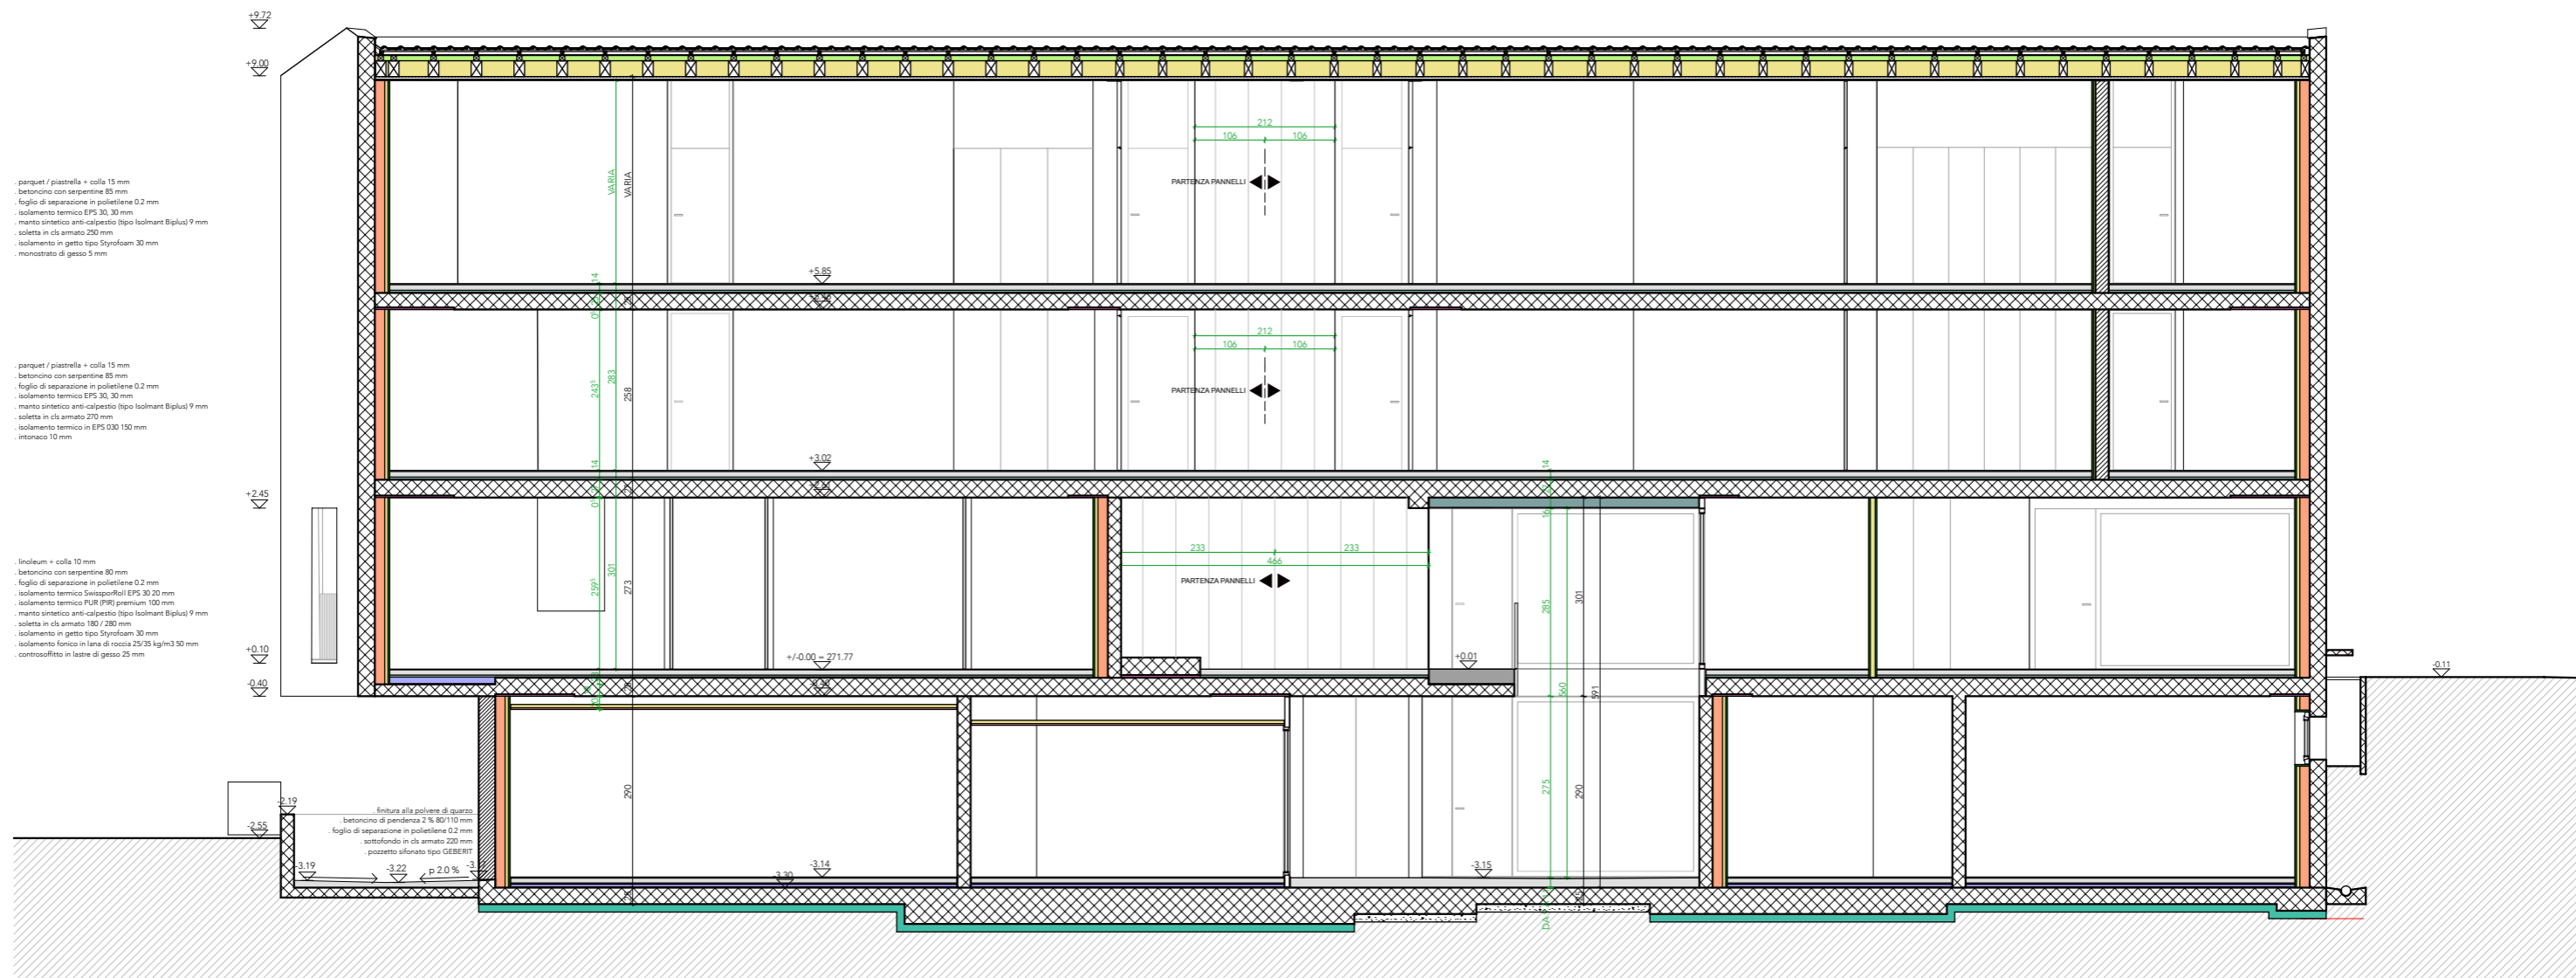 +9.72
+9.00
212
106
106
PARTENZA PANNELLI
VARIA
VARIA
. parquet / piastrella + colla 15 mm
. betoncino con serpentine 85 mm
. foglio di separazione in polietilene 0.2 mm
. isolamento termico EPS 30, 30 mm
. manto sintetico anti-calpestio (tipo Isolmant Biplus) 9 mm
. soletta in cls armato 250 mm
. isolamento in getto tipo Styrofoam 30 mm
. monostrato di gesso 5 mm
+5.85
14
212
106
106
PARTENZA PANNELLI
. parquet / piastrella + colla 15 mm
. betoncino con serpentine 85 mm
. foglio di separazione in polietilene 0.2 mm
. isolamento termico EPS 30, 30 mm
. manto sintetico anti-calpestio (tipo Isolmant Biplus) 9 mm
. soletta in cls armato 270 mm
. isolamento termico in EPS 030 150 mm
. intonaco 10 mm
243⁵
283
258
+3.02
14
14
+2.45
233
233
466
PARTENZA PANNELLI
. linoleum + colla 10 mm
. betoncino con serpentine 80 mm
. foglio di separazione in polietilene 0.2 mm
. isolamento termico SwissporRoll EPS 30 20 mm
. isolamento termico PUR (PIR) premium 100 mm
. manto sintetico anti-calpestio (tipo Isolmant Biplus) 9 mm
. soletta in cls armato 180 / 280 mm
. isolamento in getto tipo Styrofoam 30 mm
. isolamento fonico in lana di roccia 25/35 kg/m3 50 mm
. controsoffitto in lastre di gesso 25 mm
259⁵
301
273
16
285
301
+0.10
+/-0.00 = 271.77
+0.01
-0.11
-0.40
28
560
591
290
275
290
-2.19
-2.55
. finitura alla polvere di quarzo
. betoncino di pendenza 2 % 80/110 mm
. foglio di separazione in polietilene 0.2 mm
. sottofondo in cls armato 220 mm
. pozzetto sifonato tipo GEBERIT
-3.19
-3.22
p 2.0 %
-3.14
-3.30
-3.15
25